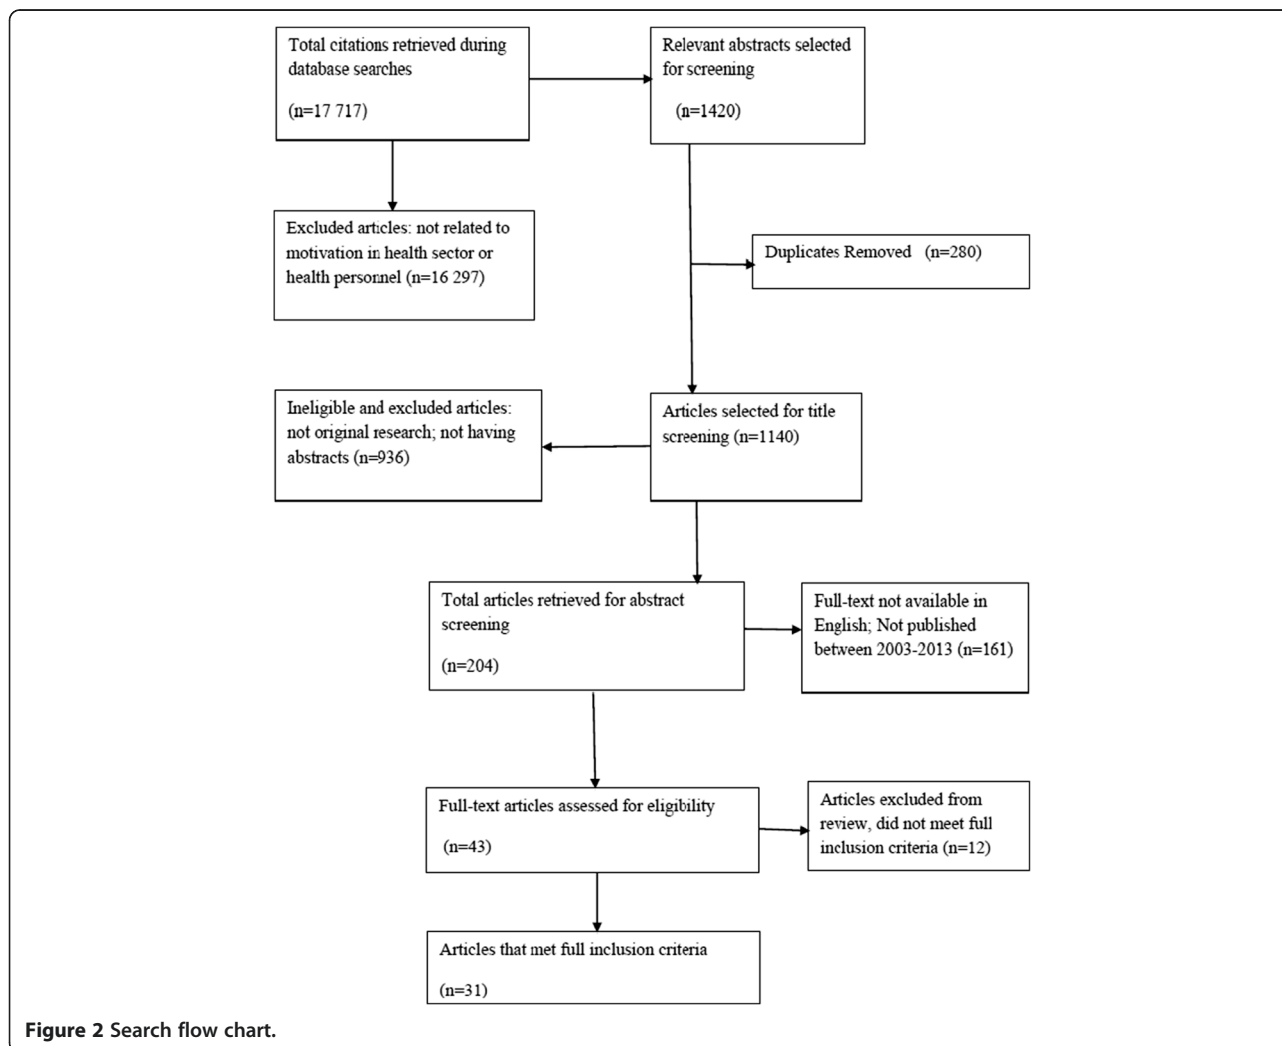 Total citations retrieved during
database searches
(n=17 717)
Relevant abstracts selected
for screening
(n=1420)
Excluded articles: not related to
motivation in health sector or
health personnel (n=16 297)
Duplicates Removed (n=280)
Ineligible and excluded articles:
not original research; not having
abstracts (n=936)
Articles selected for title
screening (n=1140)
Total articles retrieved for abstract
screening
(n=204)
Full-text not available in
English; Not published
between 2003-2013 (n=161)
Full-text articles assessed for eligibility
(n=43)
Articles excluded from
review, did not meet full
inclusion criteria (n=12)
Articles that met full inclusion criteria
(n=31)
Figure 2 Search flow chart.